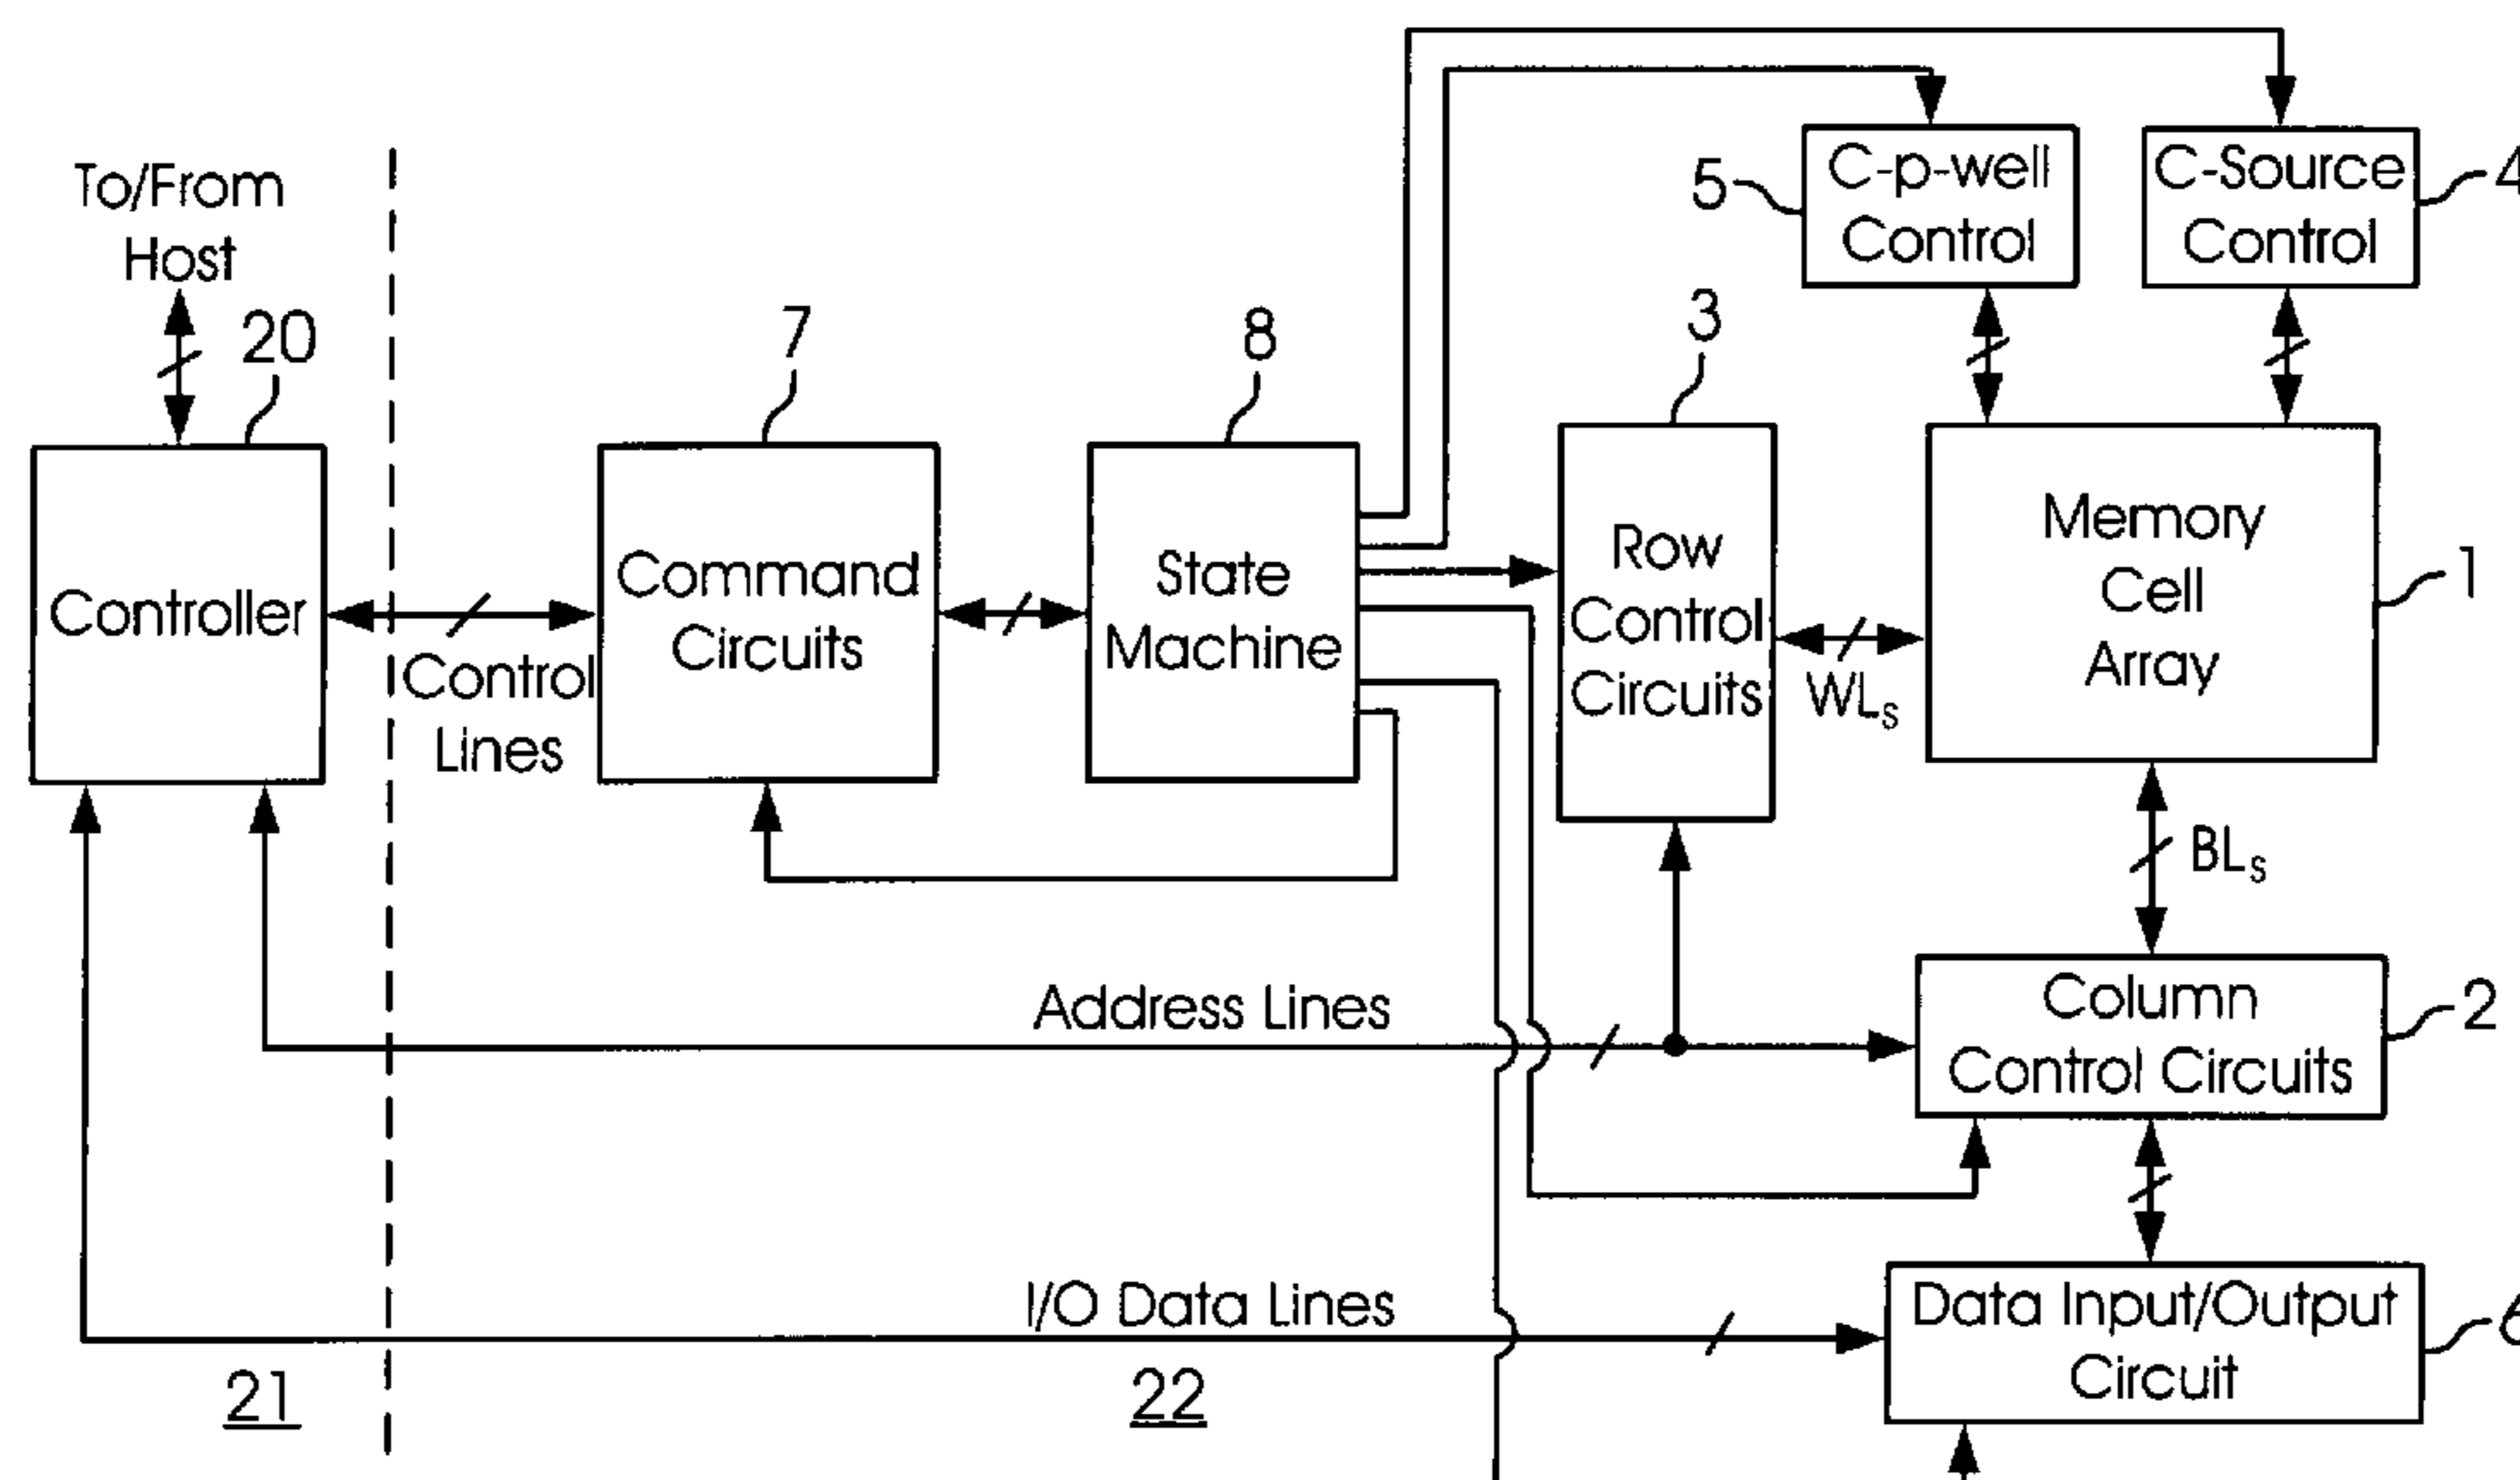 To/From
Host
20
Controller
Control
Lines
7
Command
Circuits
8
State
Machine
3
Row
Control
Circuits
5
C-p-well
Control
C-Source
Control
4
Memory
Cell
Array
1
WLs
BLs
Address Lines
Column
Control Circuits
2
I/O Data Lines
Data Input/Output
Circuit
6
21
22